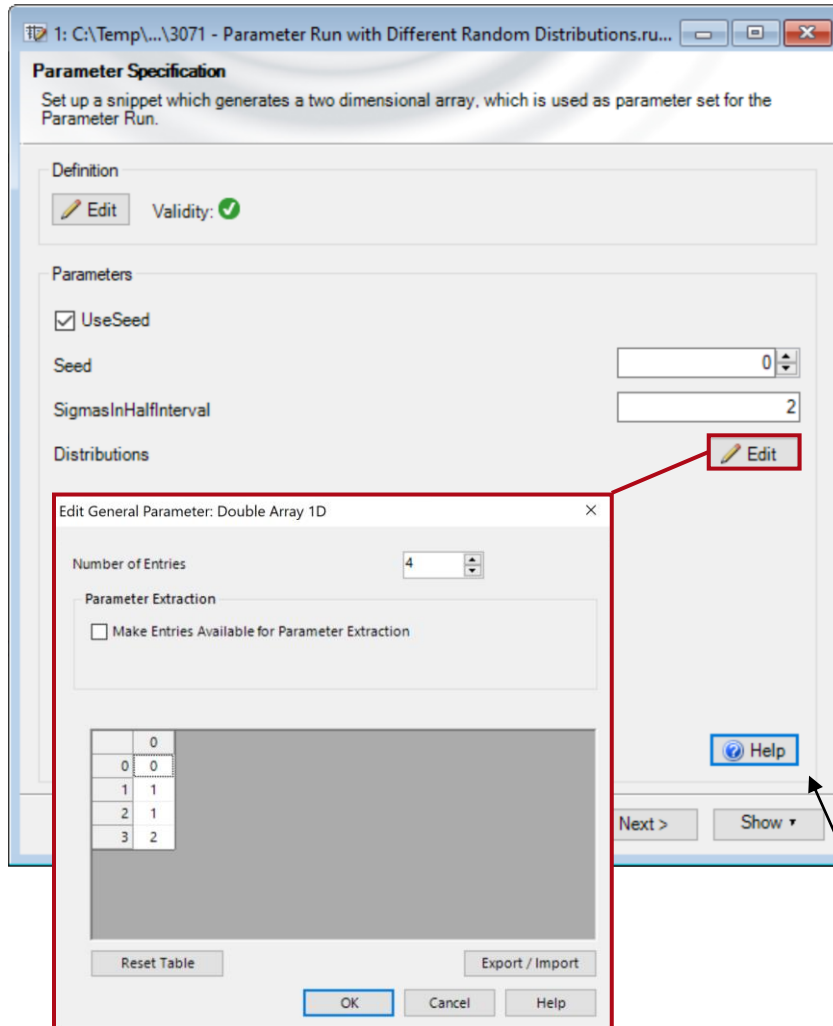 1: C:\Temp\...\3071 - Parameter Run with Different Random Distributions.ru...
Parameter Specification
Set up a snippet which generates a two dimensional array, which is used as parameter set for the
Parameter Run.
Definition
Edit Validity:
Parameters
UseSeed
Seed 0
SigmasInHalfInterval 2
Distributions Edit
Edit General Parameter: Double Array 1D
Number of Entries 4
Parameter Extraction
Make Entries Available for Parameter Extraction
0
0 0
1 1
2 1
3 2
Reset Table Export / Import
OK Cancel Help
Help
Next > Show